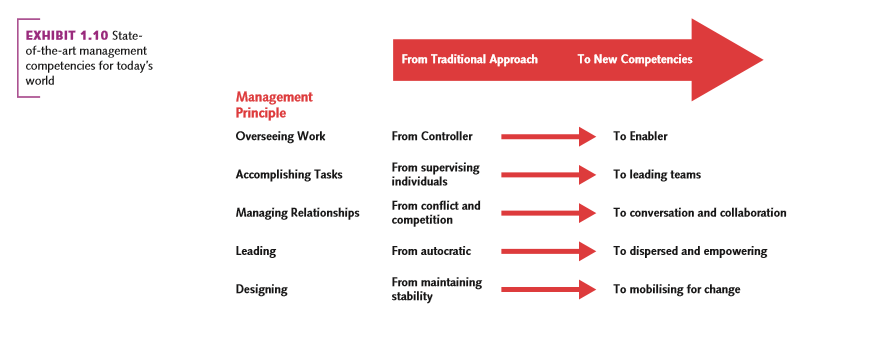 EXHIBIT 1.10 State-
of-the-art management
competencies for today's
world
From Traditional Approach To New Competencies
Management
Principle
Overseeing Work From Controller To Enabler
Accomplishing Tasks From supervising
individuals To leading teams
Managing Relationships From conflict and
competition To conversation and collaboration
Leading From autocratic To dispersed and empowering
Designing From maintaining
stability To mobilising for change